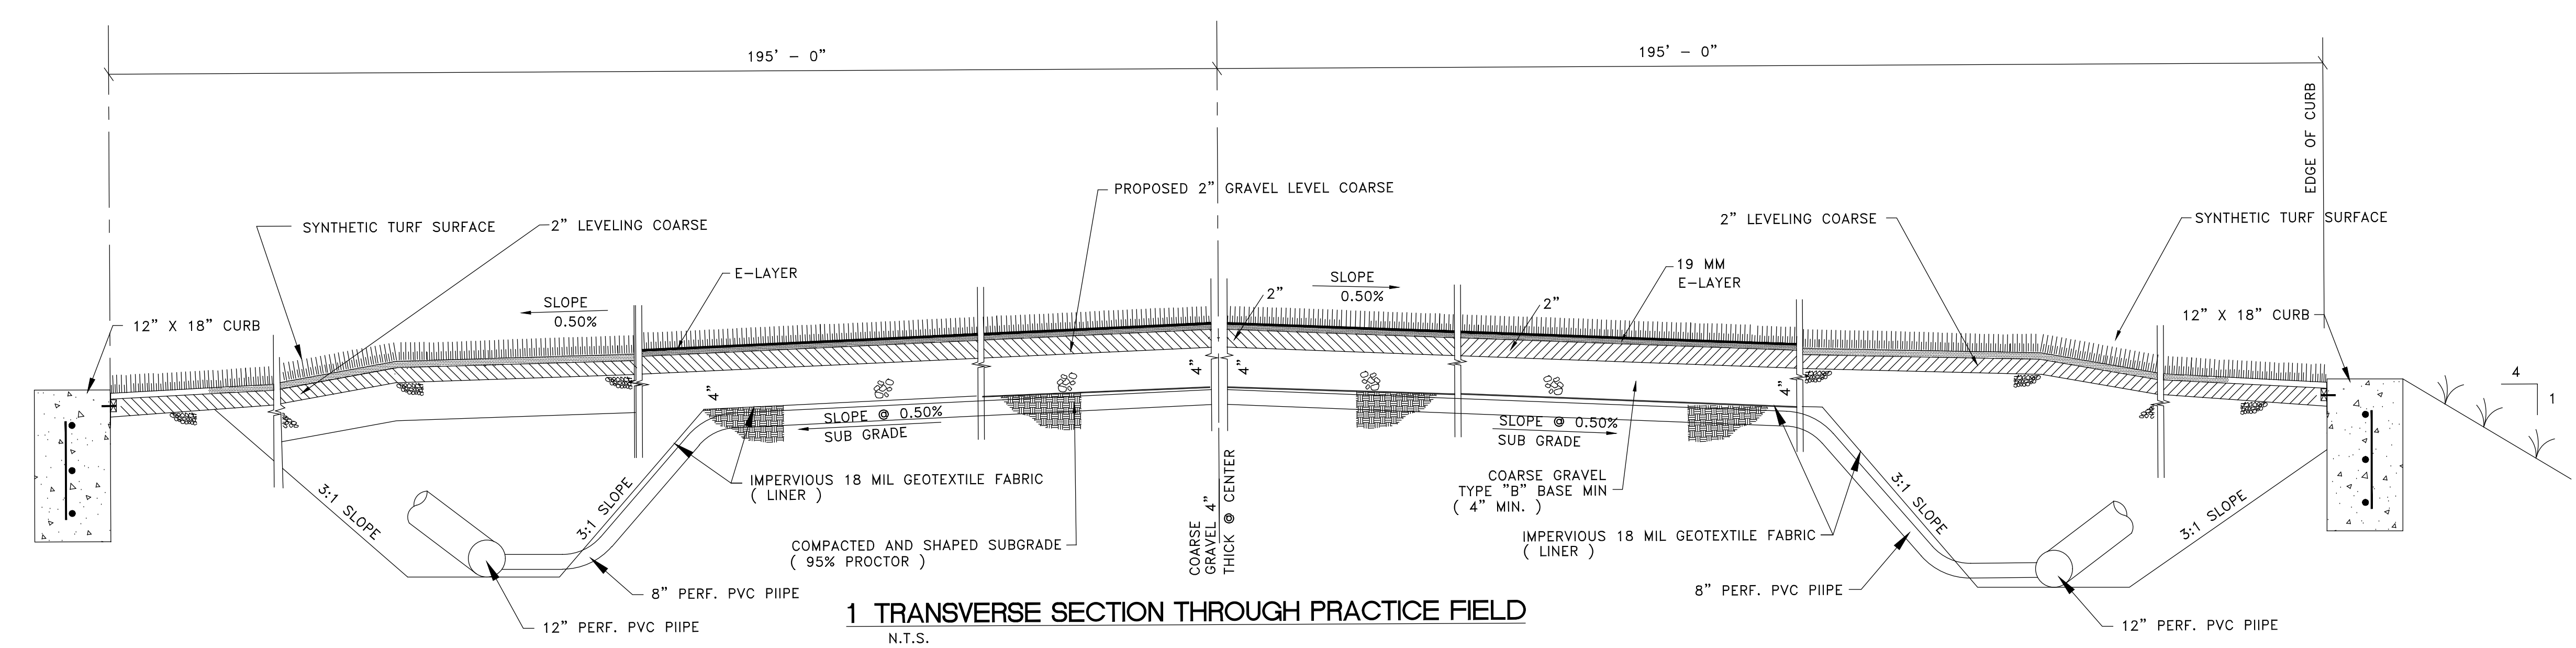 195' - 0"
195' - 0"
EDGE OF CURB
PROPOSED 2" GRAVEL LEVEL COARSE
SYNTHETIC TURF SURFACE
2" LEVELING COARSE
2" LEVELING COARSE
SYNTHETIC TURF SURFACE
E-LAYER
SLOPE
0.50%
19 MM
E-LAYER
SLOPE
0.50%
2"
2"
12" X 18" CURB
12" X 18" CURB
4"
4"
4"
4"
4
1
SLOPE @ 0.50%
SUB GRADE
SLOPE @ 0.50%
SUB GRADE
3:1 SLOPE
3:1 SLOPE
IMPERVIOUS 18 MIL GEOTEXTILE FABRIC
( LINER )
COARSE
GRAVEL 4"
THICK @ CENTER
COARSE GRAVEL
TYPE "B" BASE MIN
( 4" MIN. )
3:1 SLOPE
3:1 SLOPE
COMPACTED AND SHAPED SUBGRADE
( 95% PROCTOR )
IMPERVIOUS 18 MIL GEOTEXTILE FABRIC
( LINER )
8" PERF. PVC PIIPE
8" PERF. PVC PIIPE
12" PERF. PVC PIIPE
12" PERF. PVC PIIPE
1 TRANSVERSE SECTION THROUGH PRACTICE FIELD
N.T.S.